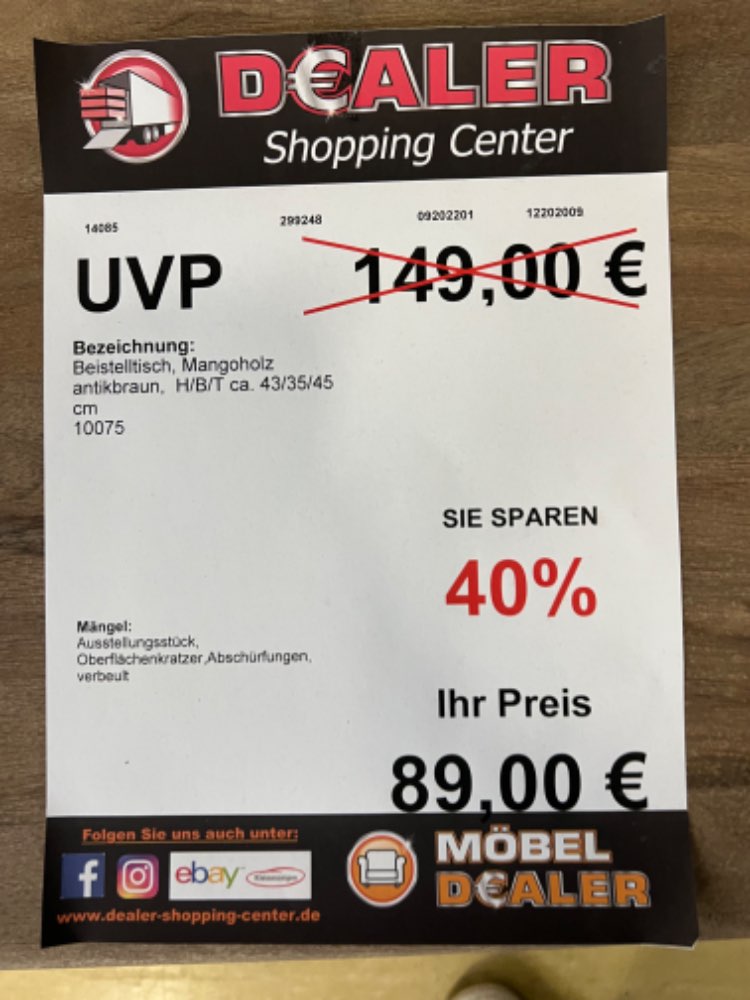 D€ALER
Shopping Center
14085 299248 09202201 12202009
UVP 149,00 €
Bezeichnung:
Beistelltisch, Mangoholz
antikbraun, H/B/T ca. 43/35/45
cm
10075
SIE SPAREN
40%
Mängel:
Ausstellungsstück,
Oberflächenkratzer,Abschürfungen,
verbeult
Ihr Preis
89,00 €
Folgen Sie uns auch unter:
f ebay
www.dealer-shopping-center.de
MÖBEL
D€ALER